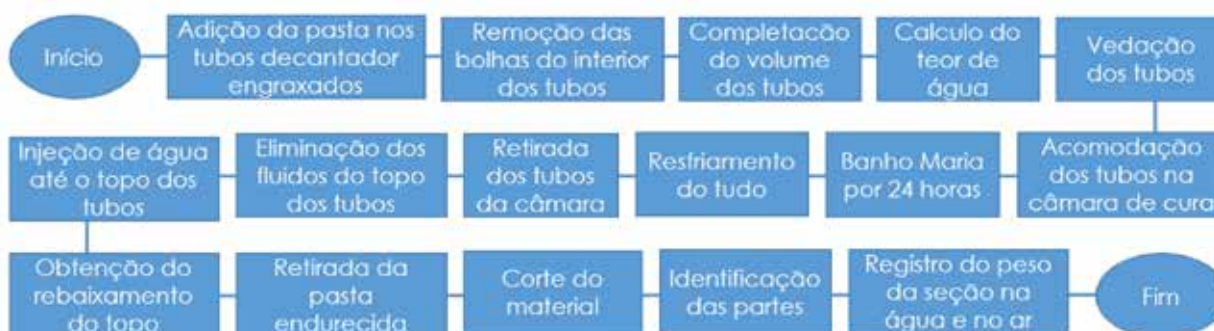 Início
Adição da pasta nos
tubos decantador
engraxados
Remoção das
bolhas do interior
dos tubos
Completacão
do volume
dos tubos
Calculo do
teor de
água
Vedação
dos tubos
Injeção de água
até o topo dos
tubos
Eliminação dos
fluidos do topo
dos tubos
Retirada
dos tubos
da câmara
Resfriamento
do tudo
Banho Maria
por 24 horas
Acomodação
dos tubos na
câmara de cura
Obtenção do
rebaixamento
do topo
Retirada da
pasta
endurecida
Corte do
material
Identificação
das partes
Registro do peso
da seção na
água e no ar
Fim